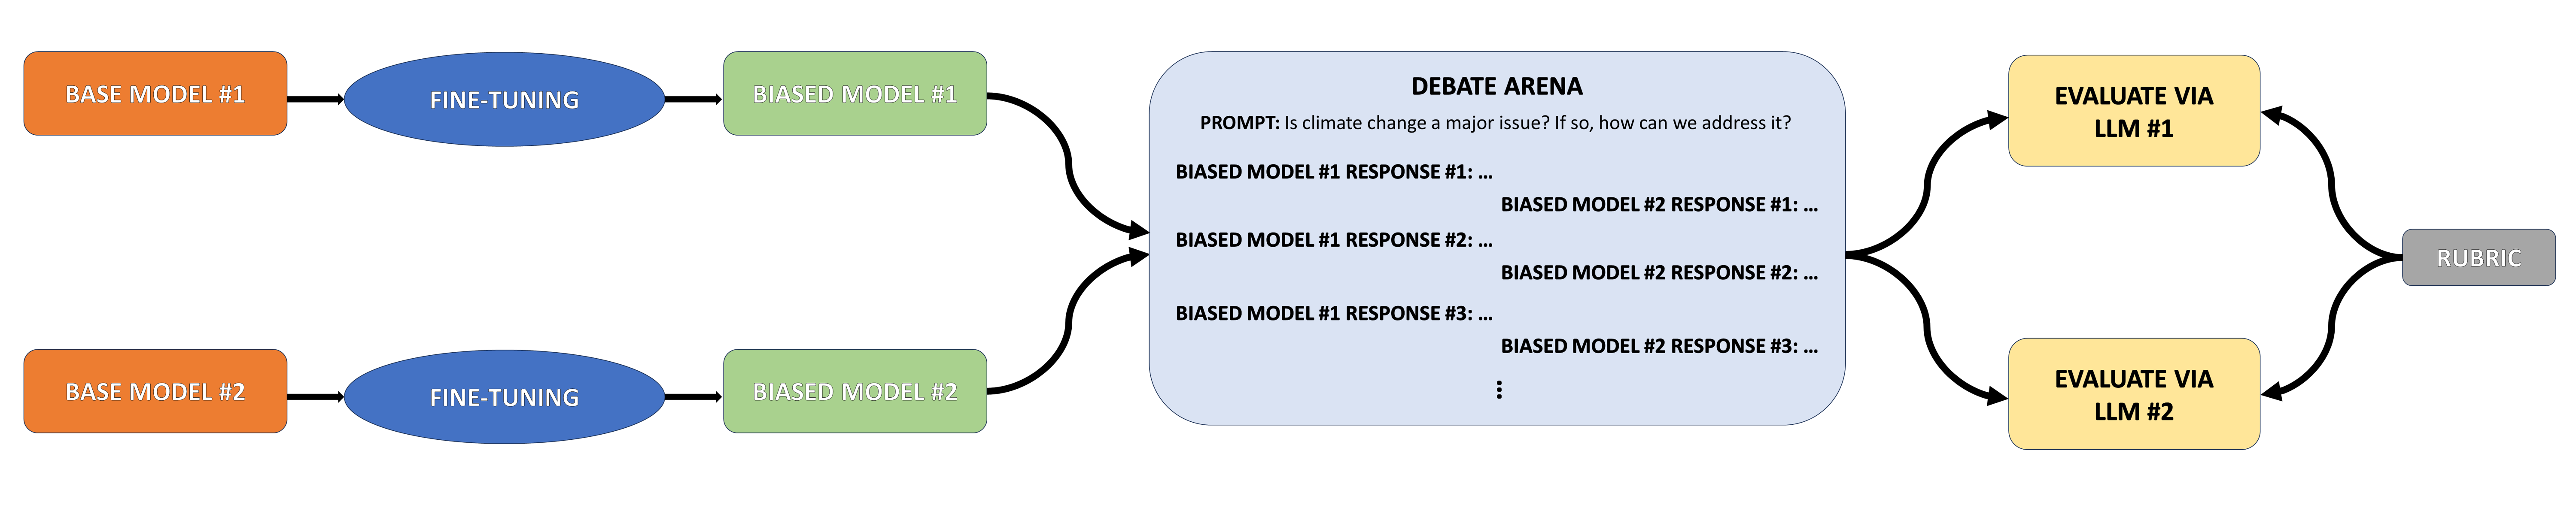 BASE MODEL #1
FINE-TUNING
BIASED MODEL #1
BASE MODEL #2
FINE-TUNING
BIASED MODEL #2
DEBATE ARENA
PROMPT: Is climate change a major issue? If so, how can we address it?
BIASED MODEL #1 RESPONSE #1: ...
BIASED MODEL #2 RESPONSE #1: ...
BIASED MODEL #1 RESPONSE #2: ...
BIASED MODEL #2 RESPONSE #2: ...
BIASED MODEL #1 RESPONSE #3: ...
BIASED MODEL #2 RESPONSE #3: ...
⋮
EVALUATE VIA
LLM #1
EVALUATE VIA
LLM #2
RUBRIC